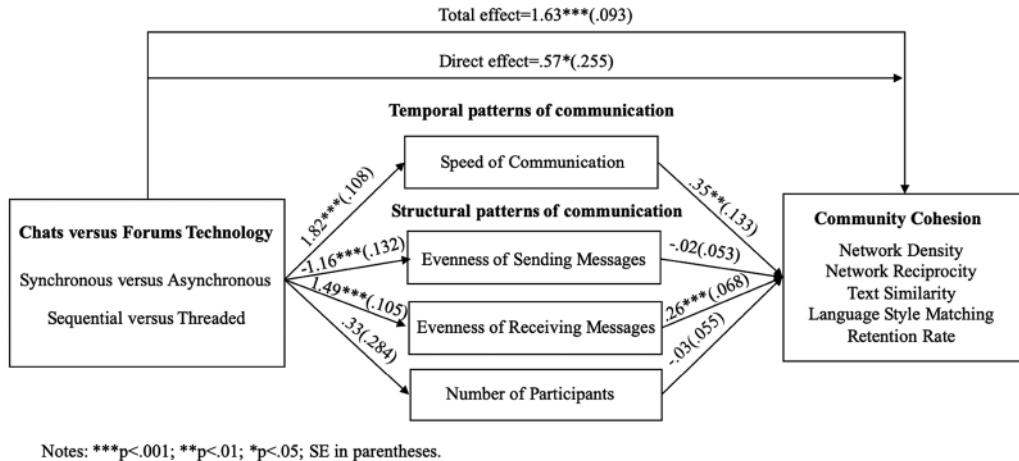 Total effect=1.63***(.093)
Direct effect=.57*(.255)
Temporal patterns of communication
Speed of Communication
1.82***(.108)
.35**(.133)
Structural patterns of communication
Chats versus Forums Technology
Synchronous versus Asynchronous
Sequential versus Threaded
-1.16***(.132)
Evenness of Sending Messages
-.02(.053)
1.49***(.105)
Evenness of Receiving Messages
.26***(.068)
.33(.284)
Number of Participants
-.03(.055)
Community Cohesion
Network Density
Network Reciprocity
Text Similarity
Language Style Matching
Retention Rate
Notes: ***p<.001; **p<.01; *p<.05; SE in parentheses.